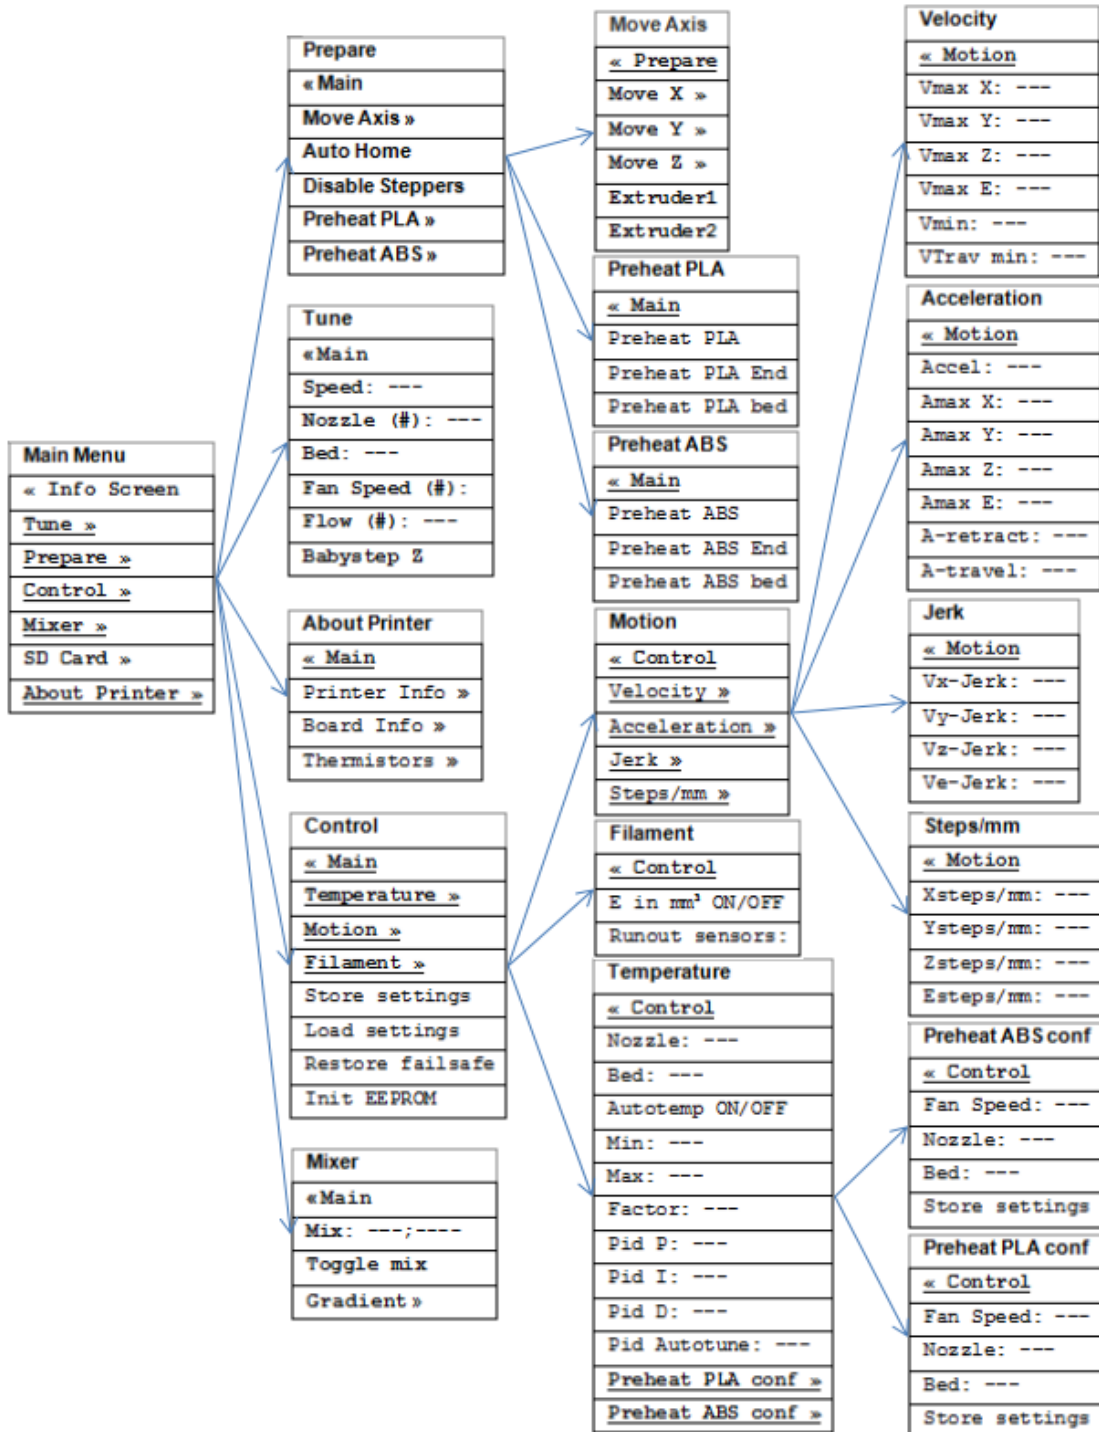 Main Menu
« Info Screen
Tune »
Prepare »
Control »
Mixer »
SD Card »
About Printer »
Prepare
« Main
Move Axis »
Auto Home
Disable Steppers
Preheat PLA »
Preheat ABS »
Tune
«Main
Speed: ---
Nozzle (#): ---
Bed: ---
Fan Speed (#):
Flow (#): ---
Babystep Z
About Printer
« Main
Printer Info »
Board Info »
Thermistors »
Control
« Main
Temperature »
Motion »
Filament »
Store settings
Load settings
Restore failsafe
Init EEPROM
Mixer
«Main
Mix: ---;----
Toggle mix
Gradient »
Move Axis
« Prepare
Move X »
Move Y »
Move Z »
Extruder1
Extruder2
Preheat PLA
« Main
Preheat PLA
Preheat PLA End
Preheat PLA bed
Preheat ABS
« Main
Preheat ABS
Preheat ABS End
Preheat ABS bed
Motion
« Control
Velocity »
Acceleration »
Jerk »
Steps/mm »
Filament
« Control
E in mm³ ON/OFF
Runout sensors:
Temperature
« Control
Nozzle: ---
Bed: ---
Autotemp ON/OFF
Min: ---
Max: ---
Factor: ---
Pid P: ---
Pid I: ---
Pid D: ---
Pid Autotune: ---
Preheat PLA conf »
Preheat ABS conf »
Velocity
« Motion
Vmax X: ---
Vmax Y: ---
Vmax Z: ---
Vmax E: ---
Vmin: ---
VTrav min: ---
Acceleration
« Motion
Accel: ---
Amax X: ---
Amax Y: ---
Amax Z: ---
Amax E: ---
A-retract: ---
A-travel: ---
Jerk
« Motion
Vx-Jerk: ---
Vy-Jerk: ---
Vz-Jerk: ---
Ve-Jerk: ---
Steps/mm
« Motion
Xsteps/mm: ---
Ysteps/mm: ---
Zsteps/mm: ---
Esteps/mm: ---
Preheat ABS conf
« Control
Fan Speed: ---
Nozzle: ---
Bed: ---
Store settings
Preheat PLA conf
« Control
Fan Speed: ---
Nozzle: ---
Bed: ---
Store settings